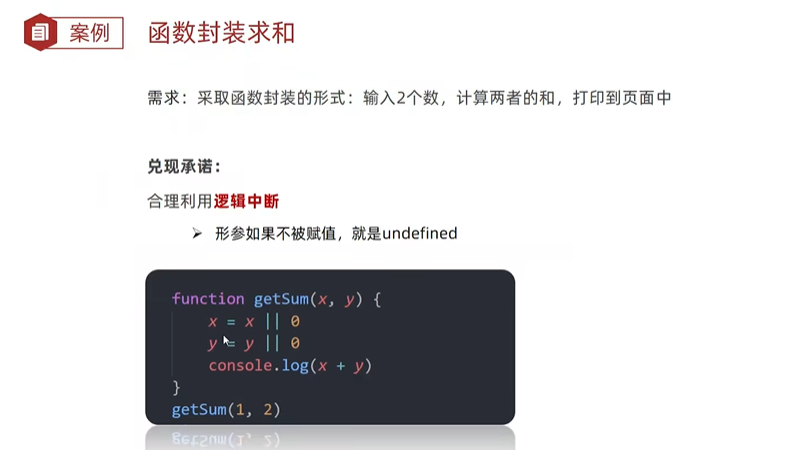 案例 函数封装求和
需求：采取函数封装的形式：输入2个数，计算两者的和，打印到页面中
兑现承诺：
合理利用逻辑中断
形参如果不被赋值，就是undefined
function getSum(x, y) {
x = x || 0
y = y || 0
console.log(x + y)
}
getSum(1, 2)